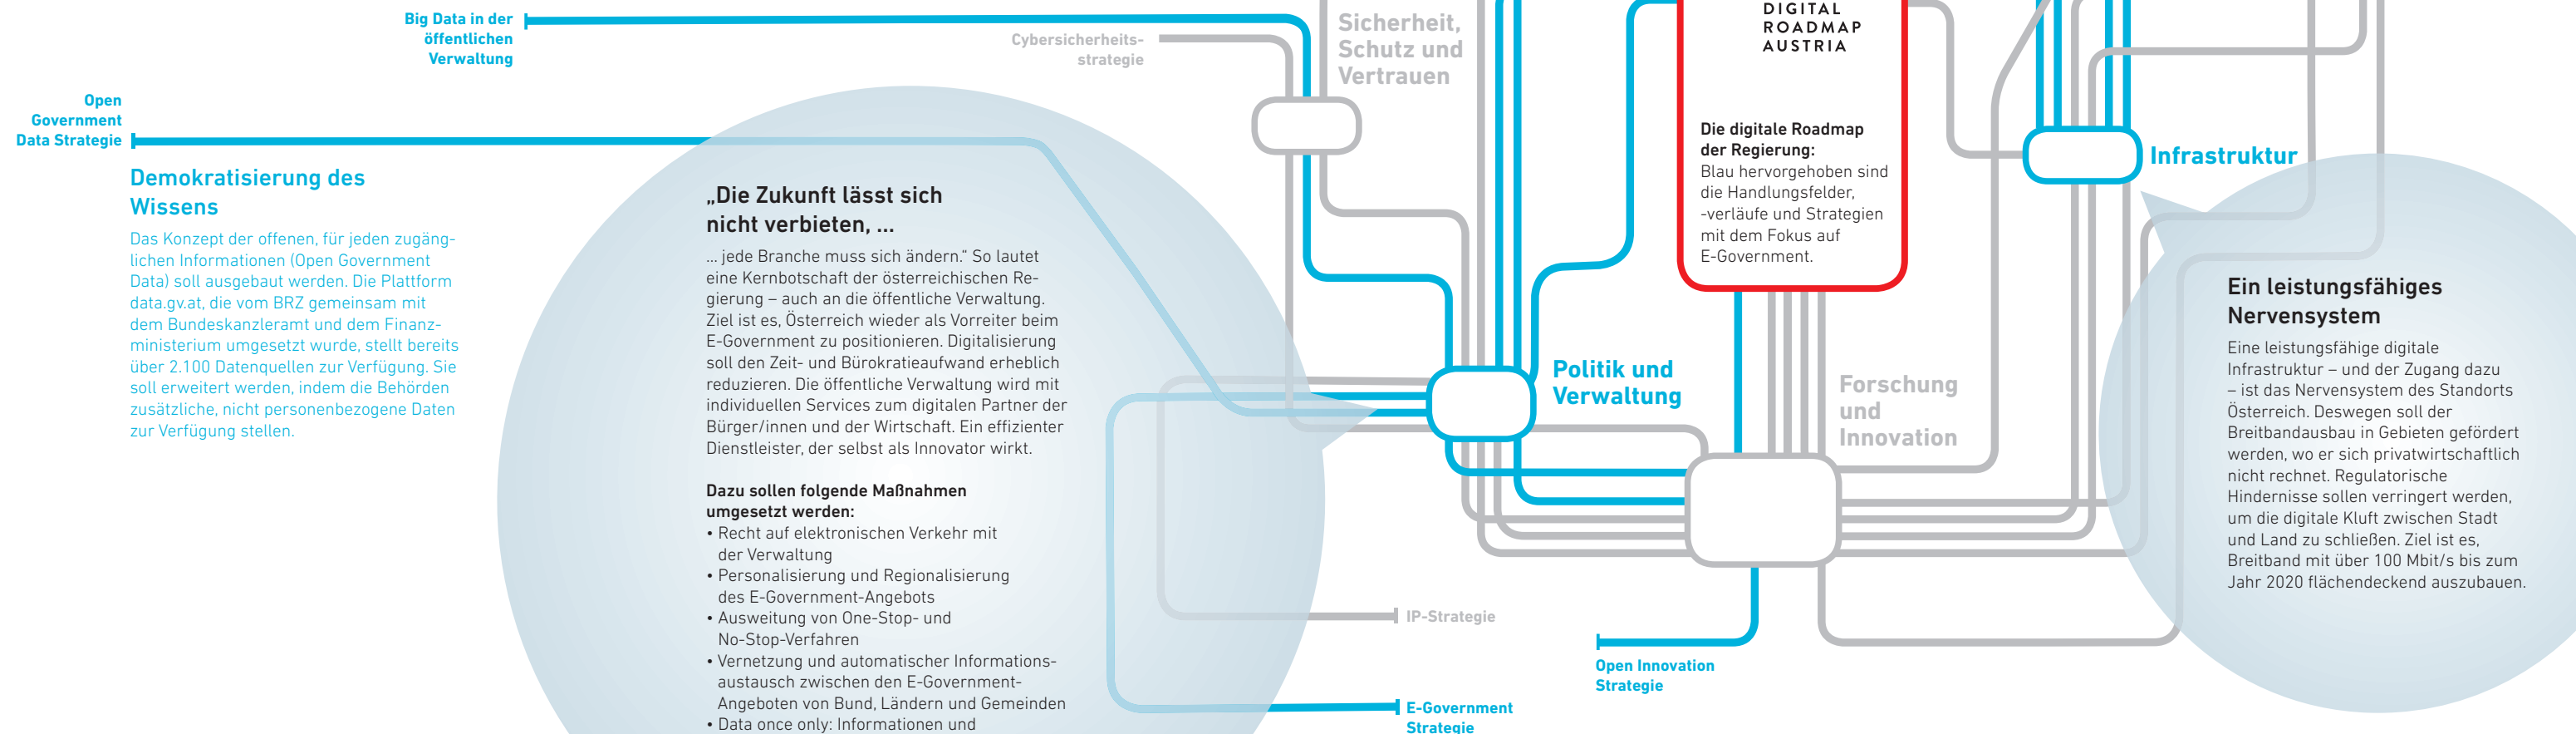 Big Data in der
öffentlichen
Verwaltung
Cybersicherheits-
strategie
Sicherheit,
Schutz und
Vertrauen
DIGITAL
ROADMAP
AUSTRIA
Open
Government
Data Strategie
Demokratisierung des
Wissens
Das Konzept der offenen, für jeden zugäng-
lichen Informationen (Open Government
Data) soll ausgebaut werden. Die Plattform
data.gv.at, die vom BRZ gemeinsam mit
dem Bundeskanzleramt und dem Finanz-
ministerium umgesetzt wurde, stellt bereits
über 2.100 Datenquellen zur Verfügung. Sie
soll erweitert werden, indem die Behörden
zusätzliche, nicht personenbezogene Daten
zur Verfügung stellen.
„Die Zukunft lässt sich
nicht verbieten, ...
... jede Branche muss sich ändern.“ So lautet
eine Kernbotschaft der österreichischen Re-
gierung – auch an die öffentliche Verwaltung.
Ziel ist es, Österreich wieder als Vorreiter beim
E-Government zu positionieren. Digitalisierung
soll den Zeit- und Bürokratieaufwand erheblich
reduzieren. Die öffentliche Verwaltung wird mit
individuellen Services zum digitalen Partner der
Bürger/innen und der Wirtschaft. Ein effizienter
Dienstleister, der selbst als Innovator wirkt.
Dazu sollen folgende Maßnahmen
umgesetzt werden:
• Recht auf elektronischen Verkehr mit
der Verwaltung
• Personalisierung und Regionalisierung
des E-Government-Angebots
• Ausweitung von One-Stop- und
No-Stop-Verfahren
• Vernetzung und automatischer Informations-
austausch zwischen den E-Government-
Angeboten von Bund, Ländern und Gemeinden
• Data once only: Informationen und
Die digitale Roadmap
der Regierung:
Blau hervorgehoben sind
die Handlungsfelder,
-verläufe und Strategien
mit dem Fokus auf
E-Government.
Politik und
Verwaltung
Forschung
und
Innovation
Infrastruktur
Ein leistungsfähiges
Nervensystem
Eine leistungsfähige digitale
Infrastruktur – und der Zugang dazu
– ist das Nervensystem des Standorts
Österreich. Deswegen soll der
Breitbandausbau in Gebieten gefördert
werden, wo er sich privatwirtschaftlich
nicht rechnet. Regulatorische
Hindernisse sollen verringert werden,
um die digitale Kluft zwischen Stadt
und Land zu schließen. Ziel ist es,
Breitband mit über 100 Mbit/s bis zum
Jahr 2020 flächendeckend auszubauen.
IP-Strategie
Open Innovation
Strategie
E-Government
Strategie